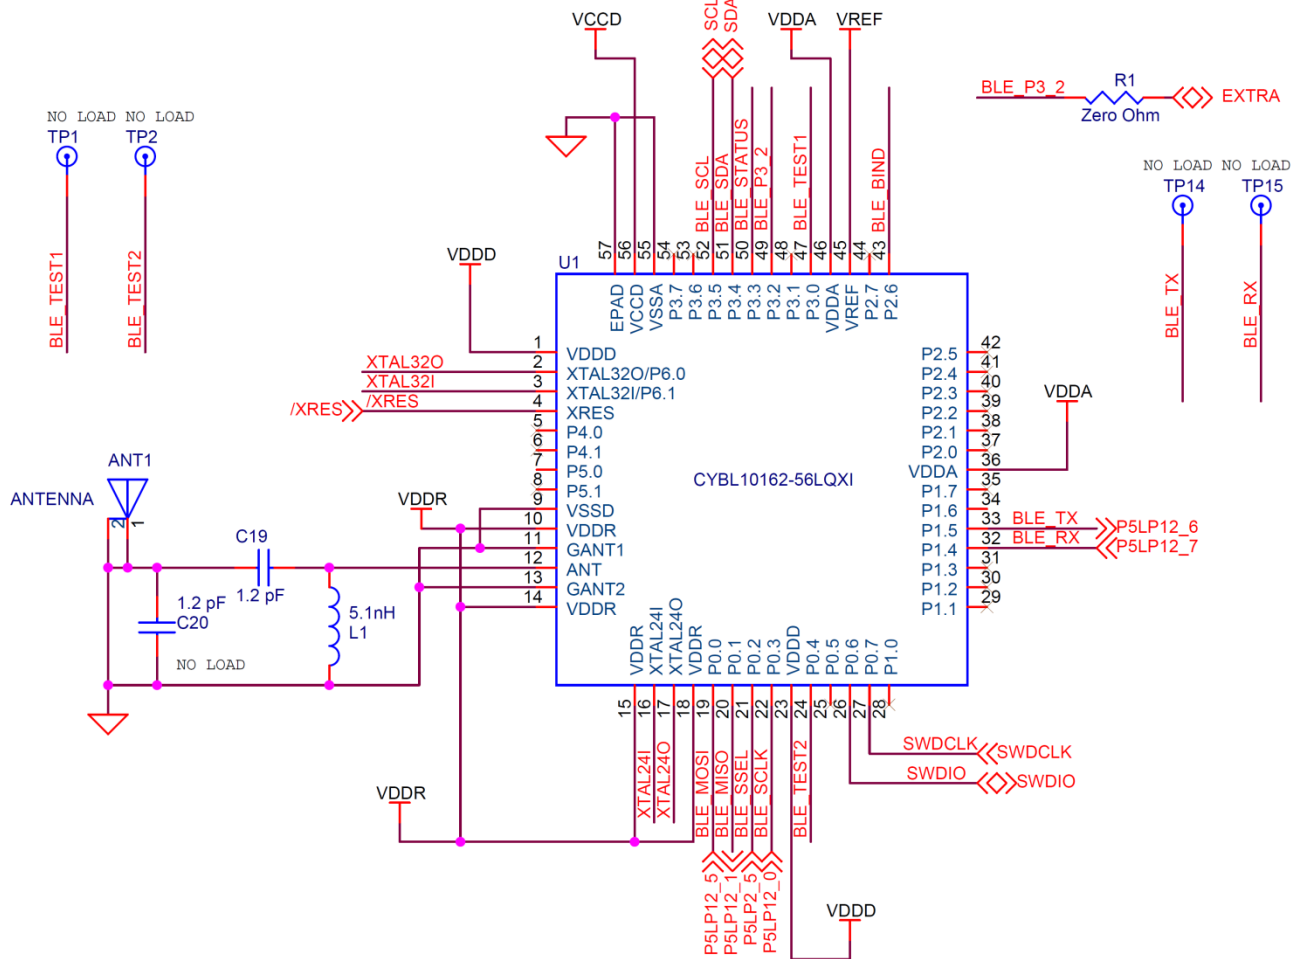 SCL
SDA
VCCD
VDDA
VREF
BLE_P3_2
R1
Zero Ohm
EXTRA
NO LOAD
TP1
BLE_TEST1
NO LOAD
TP2
BLE_TEST2
NO LOAD
TP14
BLE_TX
NO LOAD
TP15
BLE_RX
BLE_SCL
BLE_SDA
BLE_STATUS
BLE_P3_2
BLE_TEST1
BLE_BIND
57
56
55
54
53
52
51
50
49
48
47
46
45
44
43
U1
EPAD
VCCD
VSSA
P3.7
P3.6
P3.5
P3.4
P3.3
P3.2
P3.1
P3.0
VDDA
VREF
P2.7
P2.6
VDDD
XTAL32O
XTAL32I
/XRES
/XRES
1 VDDD
2 XTAL32O/P6.0
3 XTAL32I/P6.1
4 XRES
5 P4.0
6 P4.1
7 P5.0
8 P5.1
9 VSSD
10 VDDR
11 GANT1
12 ANT
13 GANT2
14 VDDR
CYBL10162-56LQXI
P2.5 42
P2.4 41
P2.3 40
P2.2 39
P2.1 38
P2.0 37
VDDA 36
P1.7 35
P1.6 34
P1.5 33
P1.4 32
P1.3 31
P1.2 30
P1.1 29
VDDA
BLE_TX
P5LP12_6
BLE_RX
P5LP12_7
ANT1
ANTENNA
2
1
VDDR
C19
1.2 pF
1.2 pF
C20
NO LOAD
5.1nH
L1
VDDR
XTAL24I
XTAL24O
VDDR
P0.0
P0.1
P0.2
P0.3
VDDD
P0.4
P0.5
P0.6
P0.7
P1.0
15
16
17
18
19
20
21
22
23
24
25
26
27
28
VDDR
XTAL24I
XTAL24O
BLE_MOSI
BLE_MISO
BLE_SSEL
BLE_SCLK
BLE_TEST2
SWDCLK
SWDCLK
SWDIO
SWDIO
P5LP12_5
P5LP12_1
P5LP2_5
P5LP12_0
VDDD